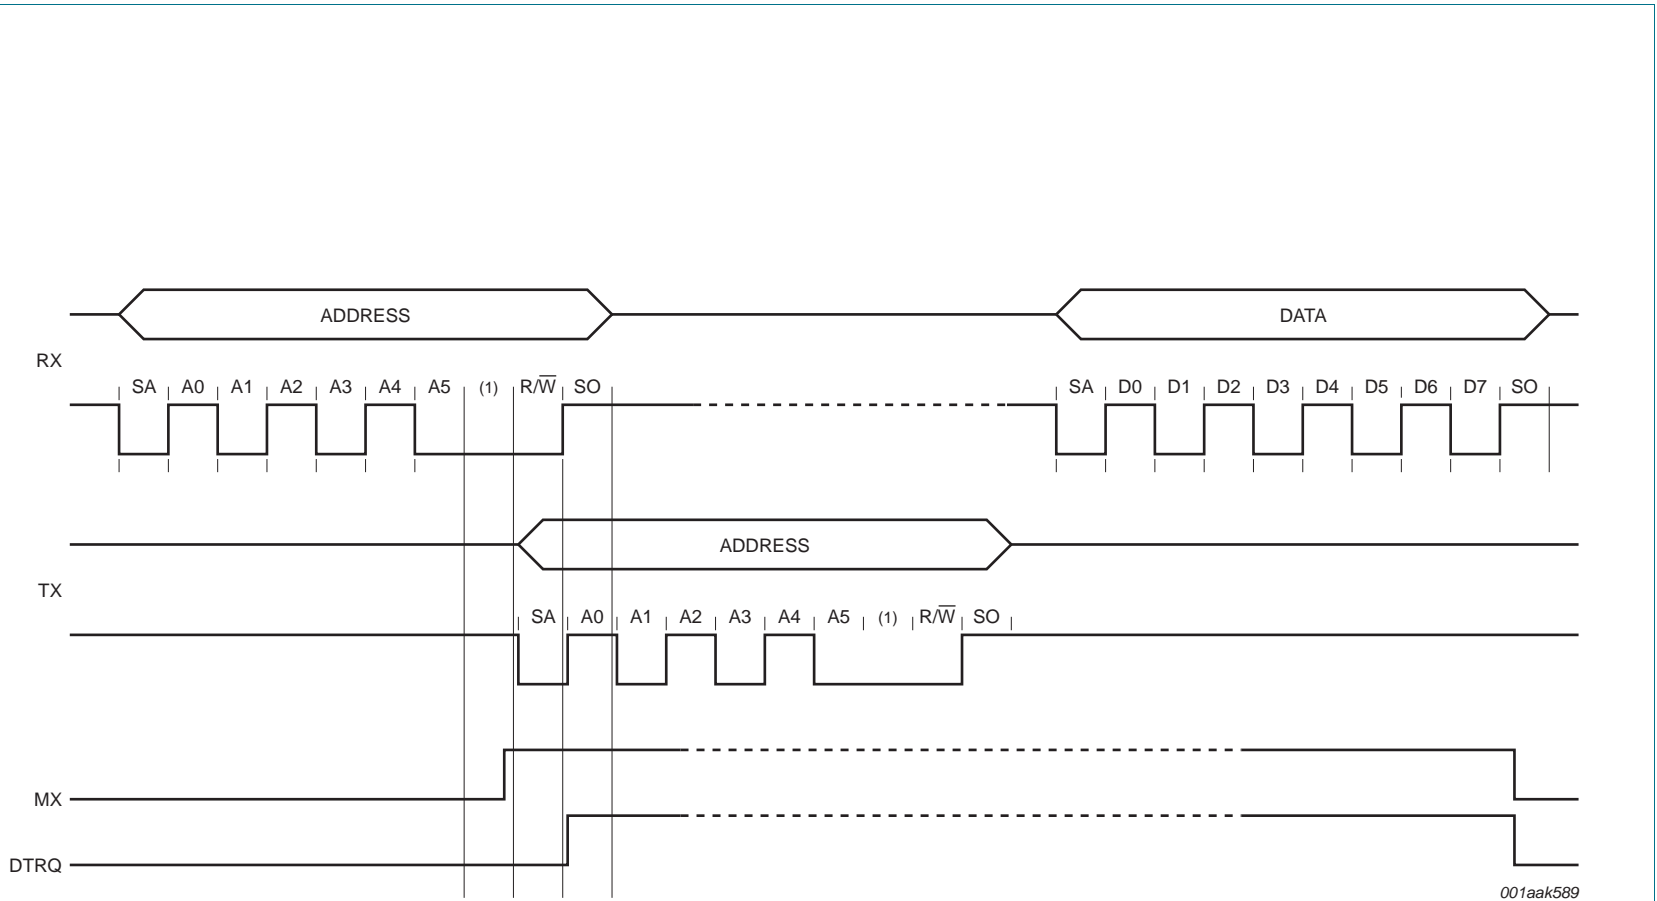 ADDRESS DATA
RX
SA A0 A1 A2 A3 A4 A5 (1) R/W̅ SO SA D0 D1 D2 D3 D4 D5 D6 D7 SO
ADDRESS
TX
SA A0 A1 A2 A3 A4 A5 (1) R/W̅ SO
MX
DTRQ
001aak589